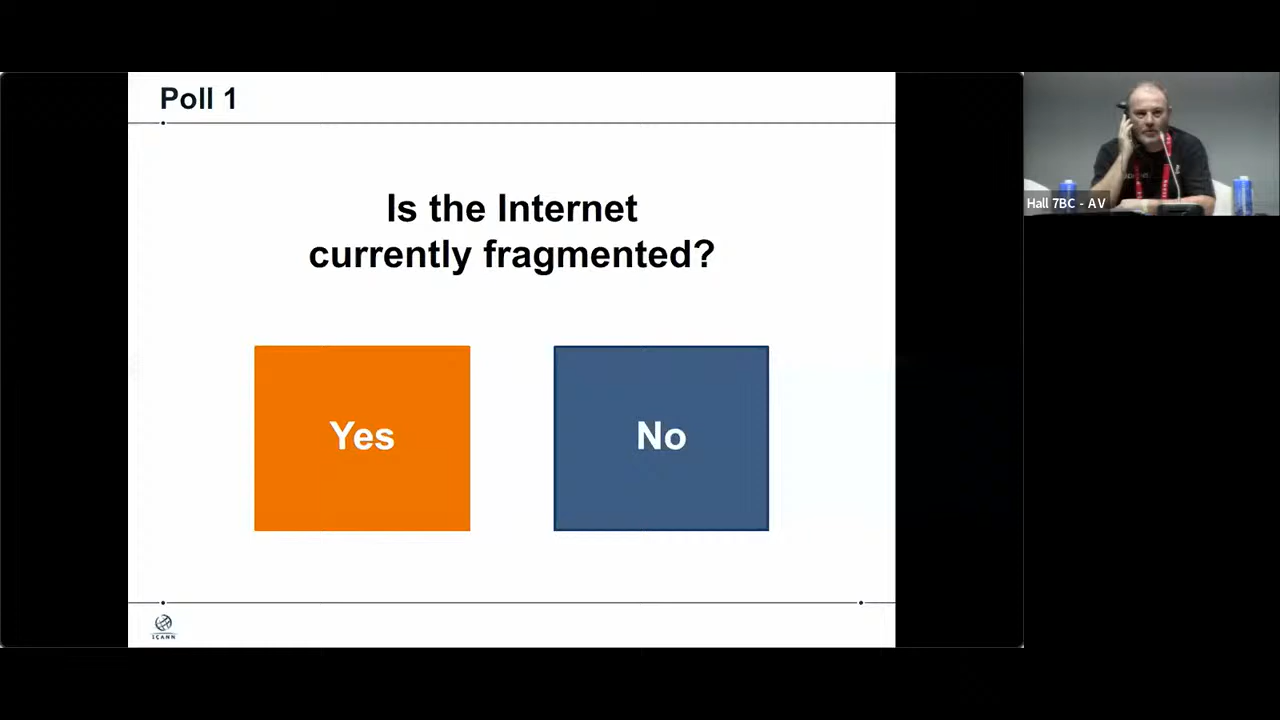 Poll 1
Is the Internet
currently fragmented?
Yes
No
ICANN
Hall 7BC - AV